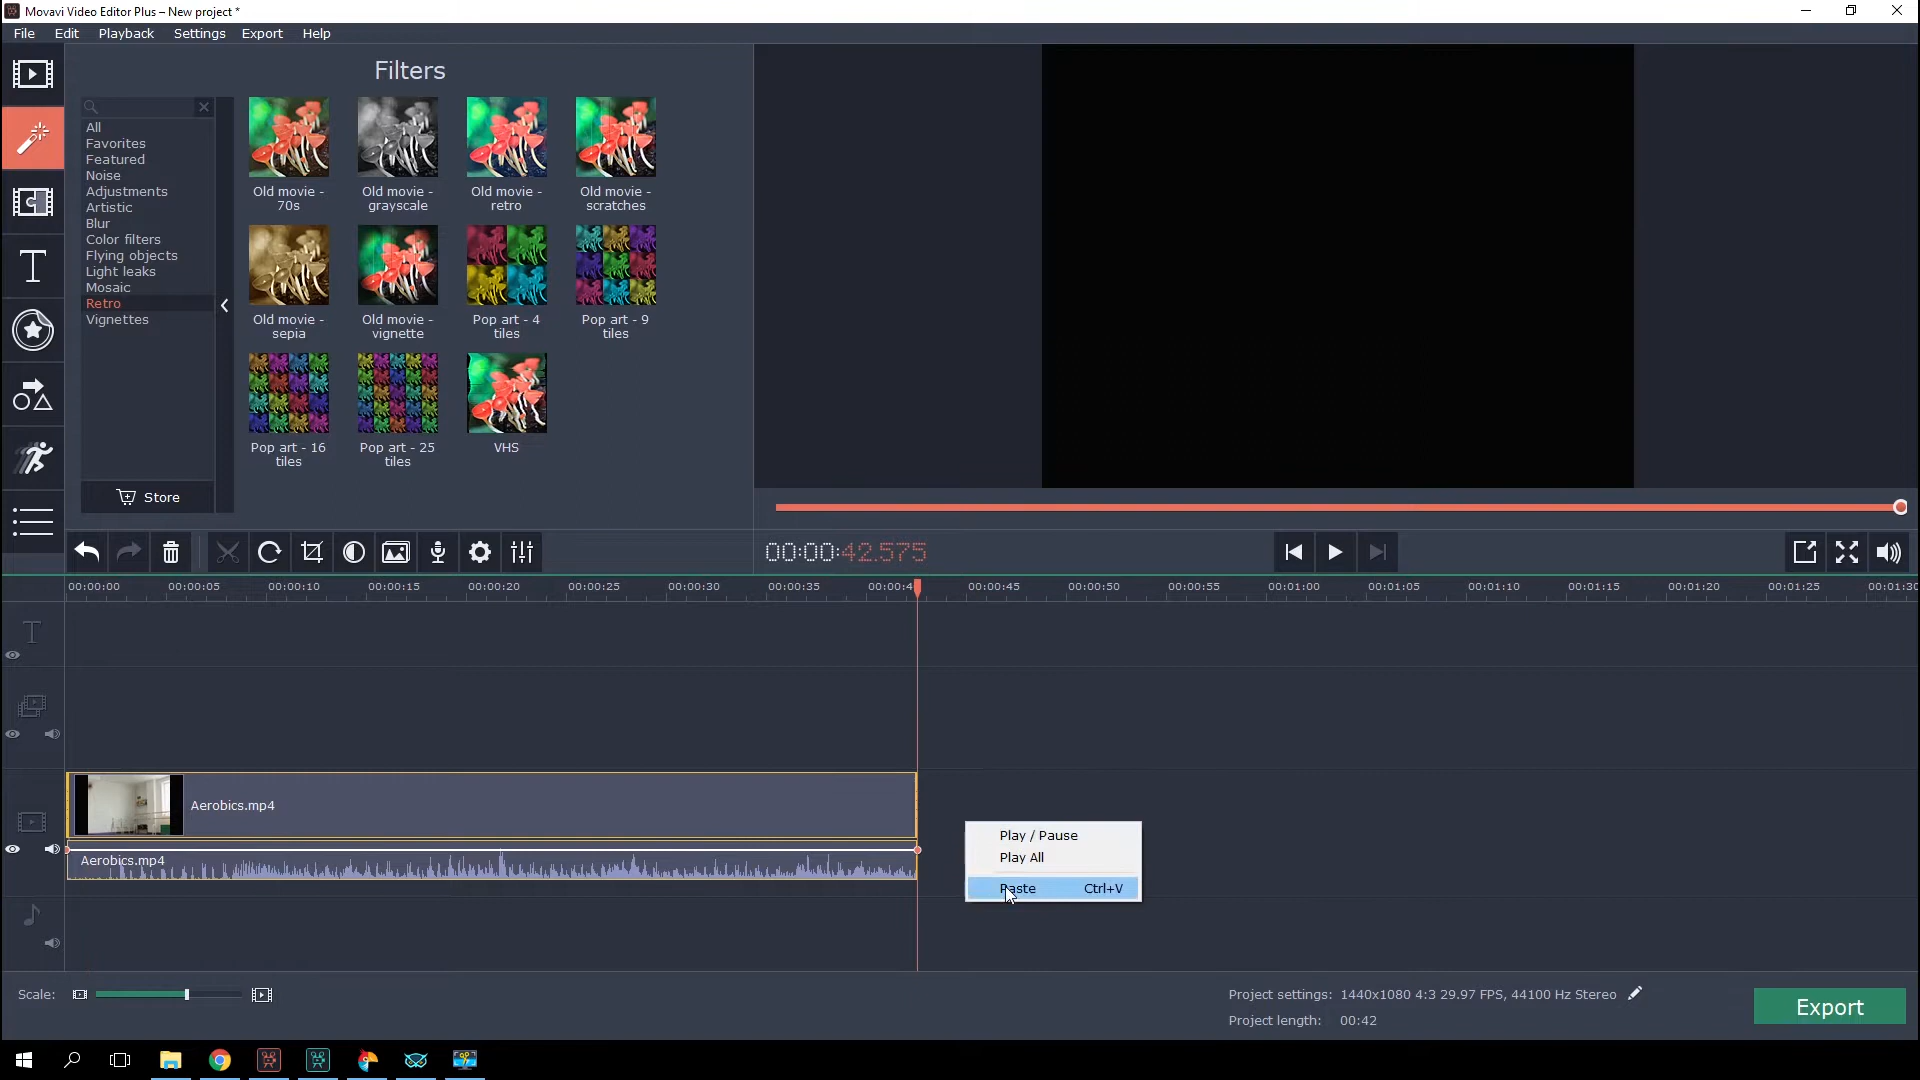 Movavi Video Editor Plus – New project *
File Edit Playback Settings Export Help
Filters
All
Favorites
Featured
Noise
Adjustments
Artistic
Blur
Color filters
Flying objects
Light leaks
Mosaic
Retro
Vignettes
Store
Old movie -
70s
Old movie -
grayscale
Old movie -
retro
Old movie -
scratches
Old movie -
sepia
Old movie -
vignette
Pop art - 4
tiles
Pop art - 9
tiles
Pop art - 16
tiles
Pop art - 25
tiles
VHS
00:00:42.575
00:00:00 00:00:05 00:00:10 00:00:15 00:00:20 00:00:25 00:00:30 00:00:35 00:00:4 00:00:45 00:00:50 00:00:55 00:01:00 00:01:05 00:01:10 00:01:15 00:01:20 00:01:25 00:01:30
T
Aerobics.mp4
Aerobics.mp4
Play / Pause
Play All
Paste Ctrl+V
Scale:
Project settings: 1440x1080 4:3 29.97 FPS, 44100 Hz Stereo
Project length: 00:42
Export